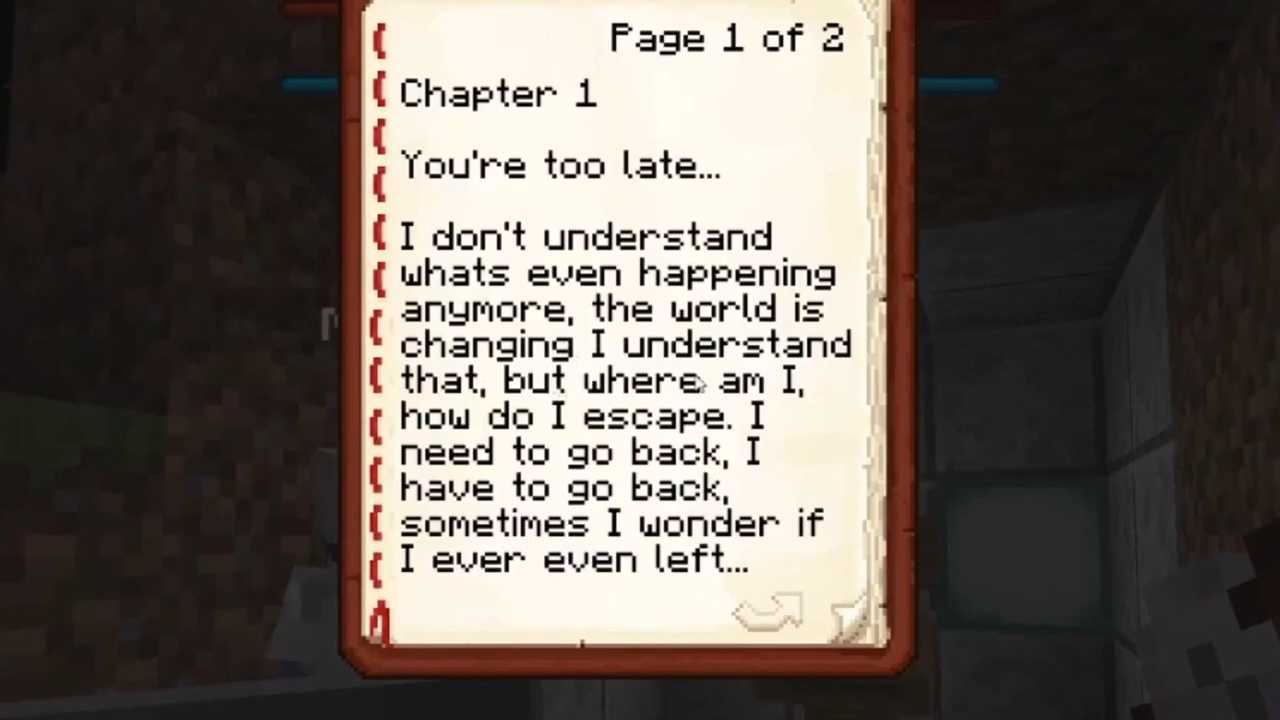 Page 1 of 2
Chapter 1
You're too late...
I don't understand
whats even happening
anymore, the world is
changing I understand
that, but where am I,
how do I escape. I
need to go back, I
have to go back,
sometimes I wonder if
I ever even left...